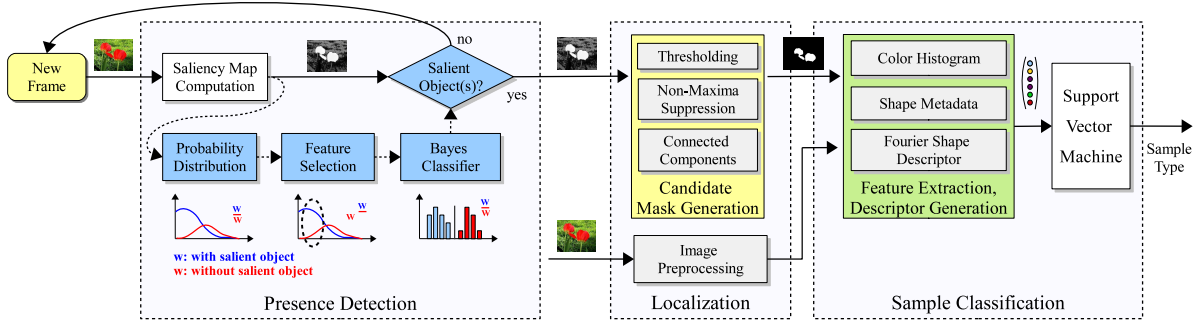 New
Frame
Saliency Map
Computation
no
Salient
Object(s)?
yes
Probability
Distribution
Feature
Selection
Bayes
Classifier
w
w
w
w
w
w
w: with salient object
w: without salient object
Presence Detection
Thresholding
Non-Maxima
Suppression
Connected
Components
Candidate
Mask Generation
Image
Preprocessing
Localization
Color Histogram
Shape Metadata
Fourier Shape
Descriptor
Feature Extraction,
Descriptor Generation
Support
Vector
Machine
Sample
Type
Sample Classification